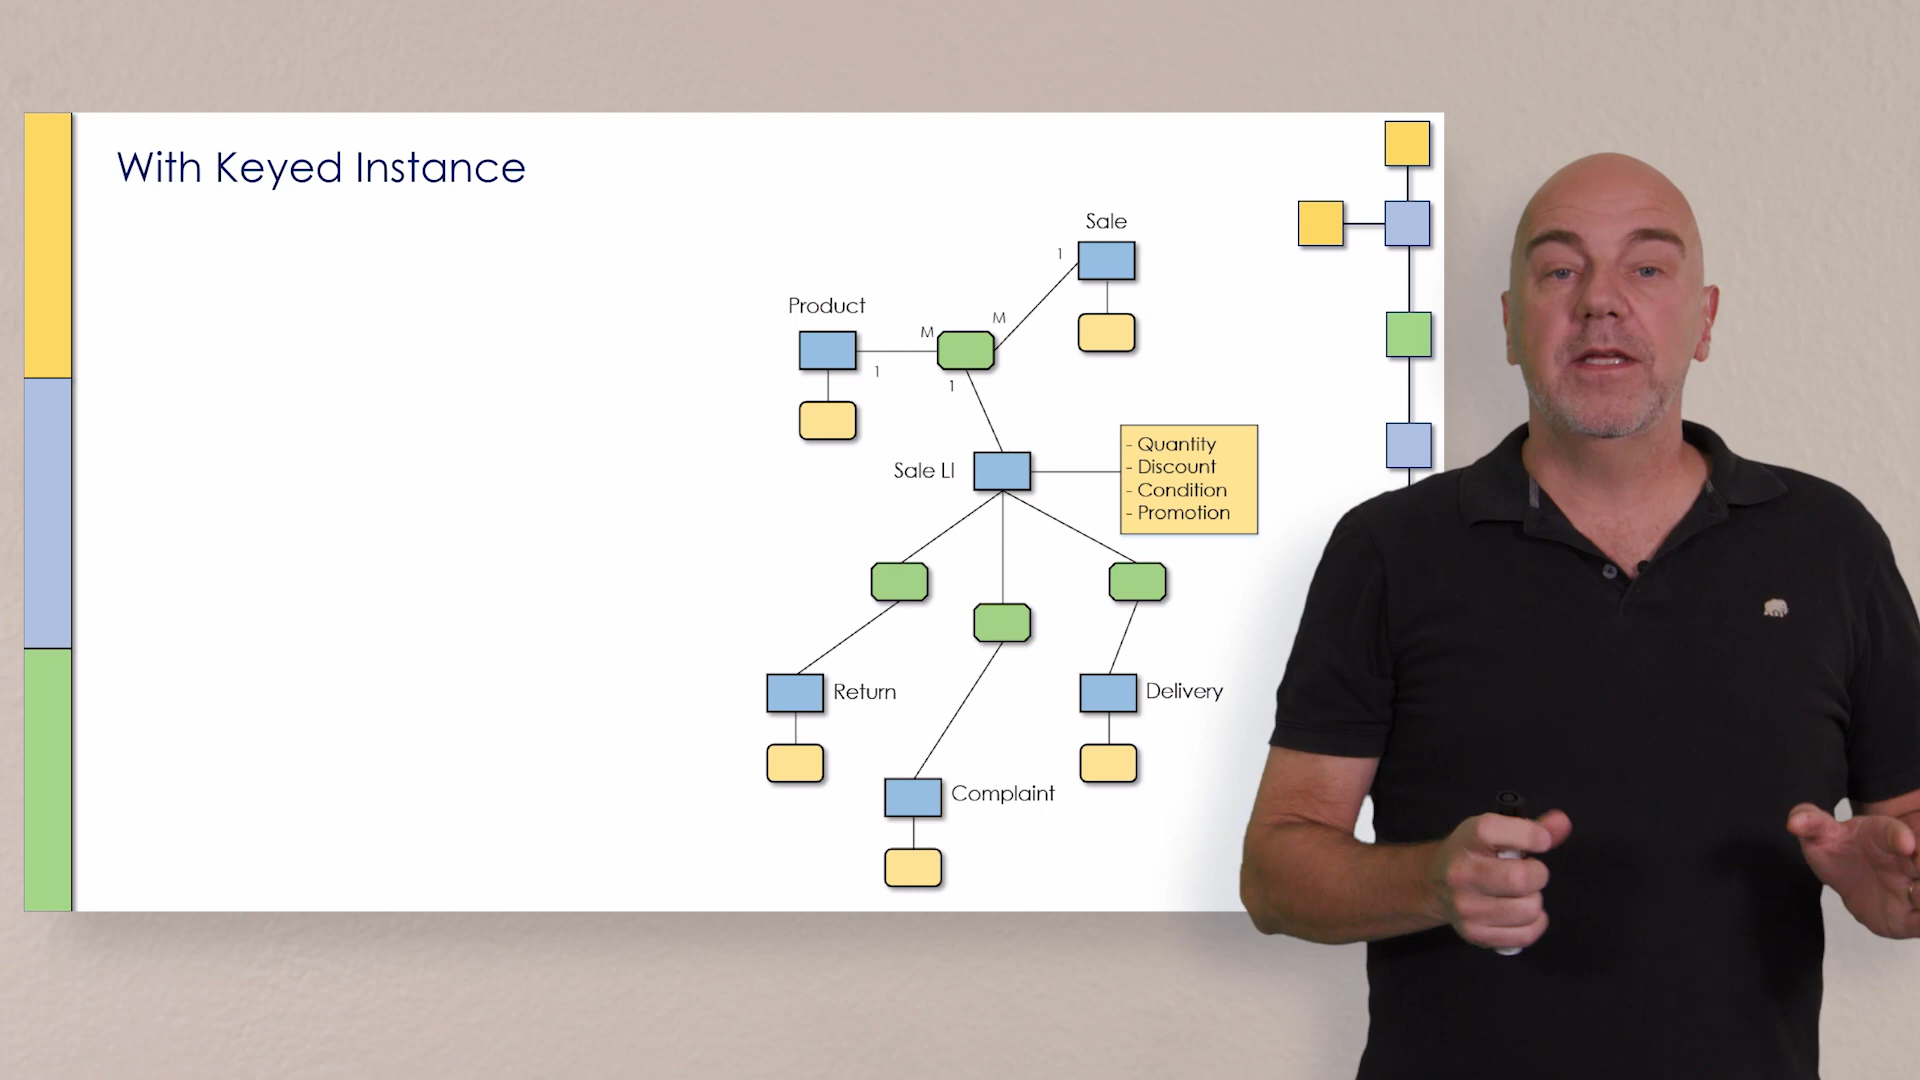 With Keyed Instance
Sale
1
Product
M
M
1
1
Sale LI
- Quantity
- Discount
- Condition
- Promotion
Return
Delivery
Complaint